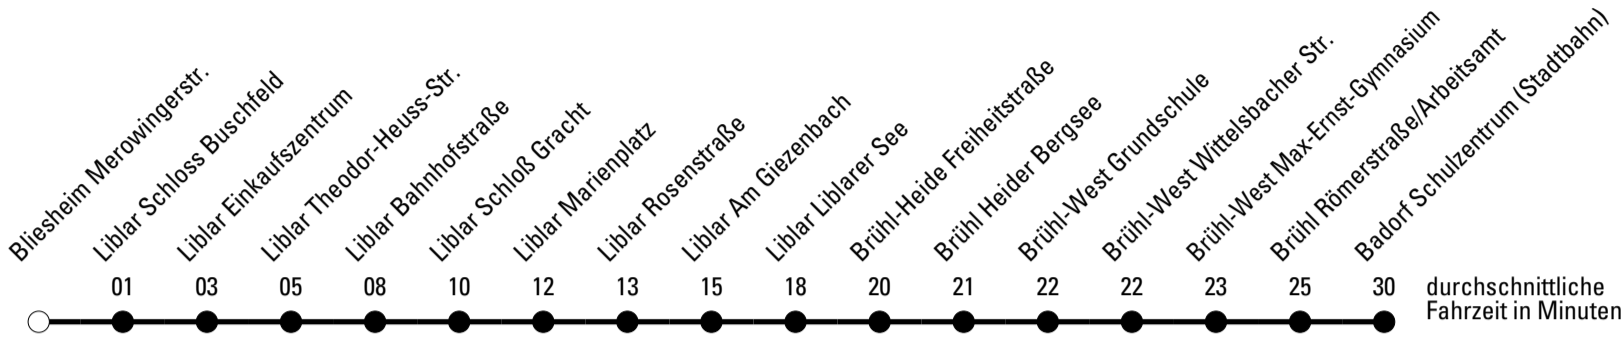 Bliesheim Merowingerstr.
Liblar Schloss Buschfeld
Liblar Einkaufszentrum
Liblar Theodor-Heuss-Str.
Liblar Bahnhofstraße
Liblar Schloß Gracht
Liblar Marienplatz
Liblar Rosenstraße
Liblar Am Giezenbach
Liblar Liblarer See
Brühl-Heide Freiheitstraße
Brühl Heider Bergsee
Brühl-West Grundschule
Brühl-West Wittelsbacher Str.
Brühl-West Max-Ernst-Gymnasium
Brühl Römerstraße/Arbeitsamt
Badorf Schulzentrum (Stadtbahn)
01 03 05 08 10 12 13 15 18 20 21 22 22 23 25 30 durchschnittliche
Fahrzeit in Minuten